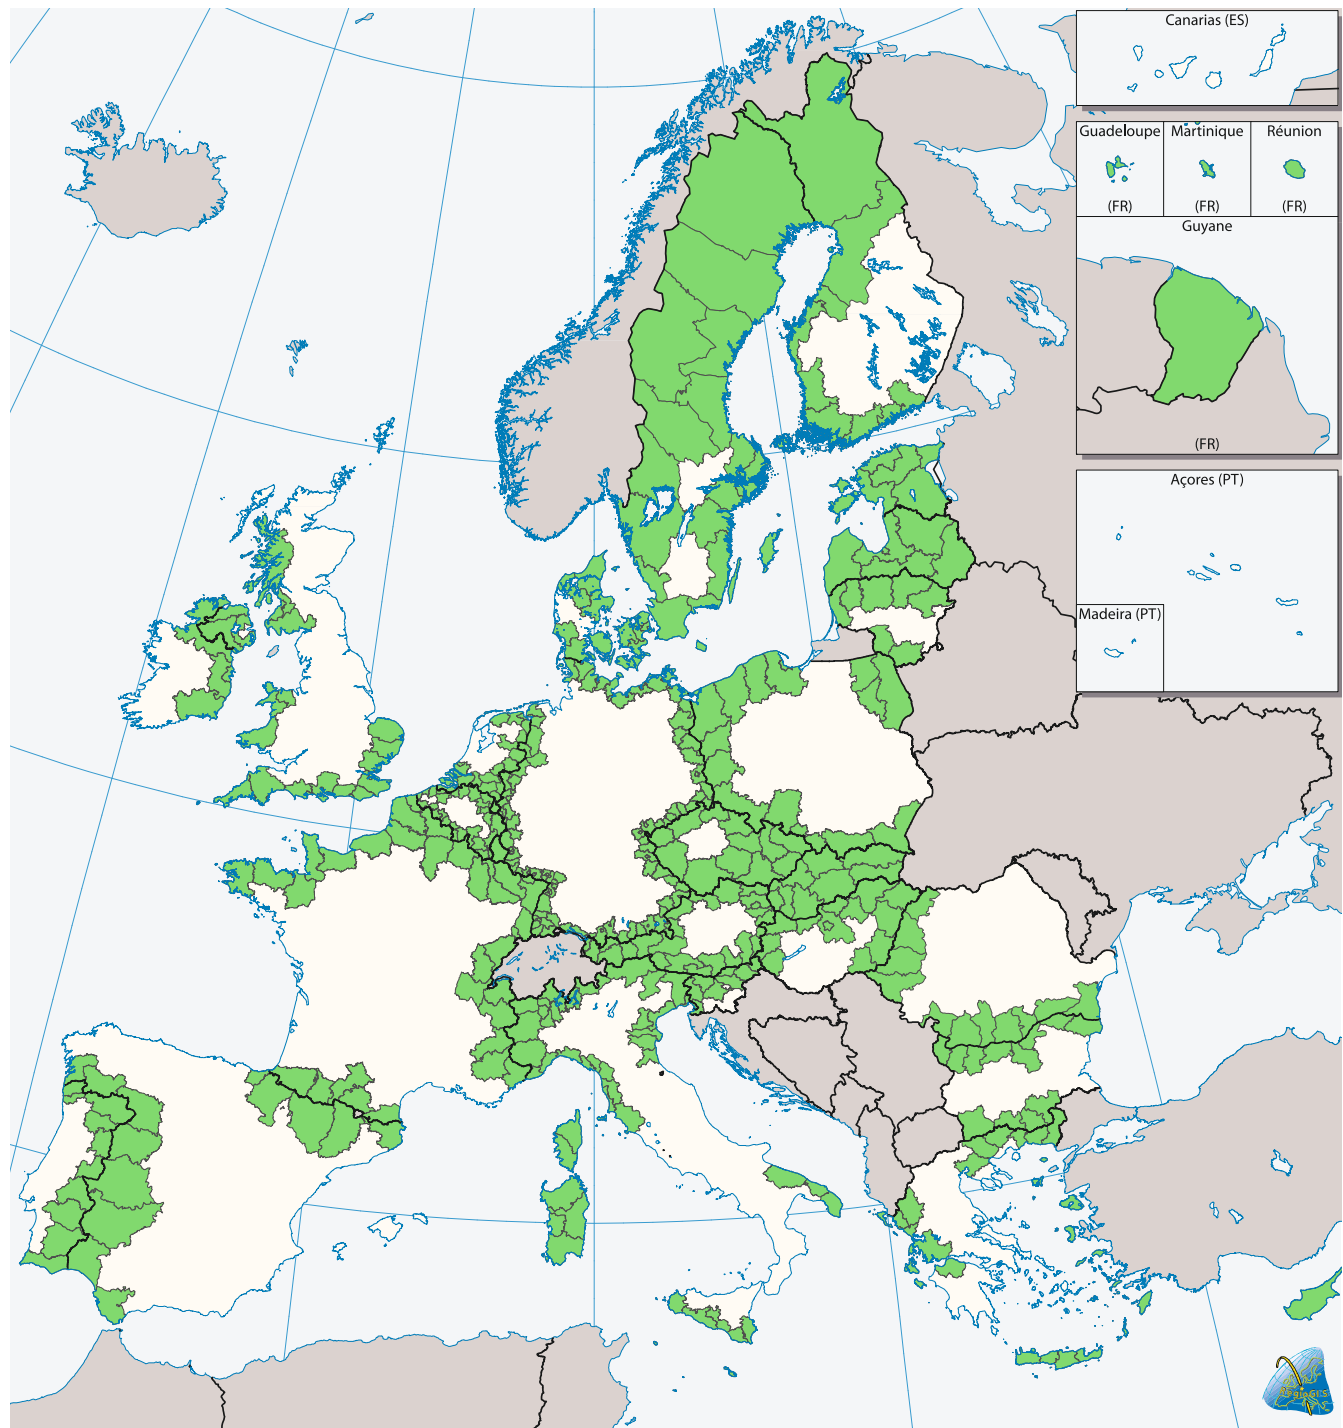 Canarias (ES)
Guadeloupe
Martinique
Réunion
(FR)
(FR)
(FR)
Guyane
(FR)
Açores (PT)
Madeira (PT)